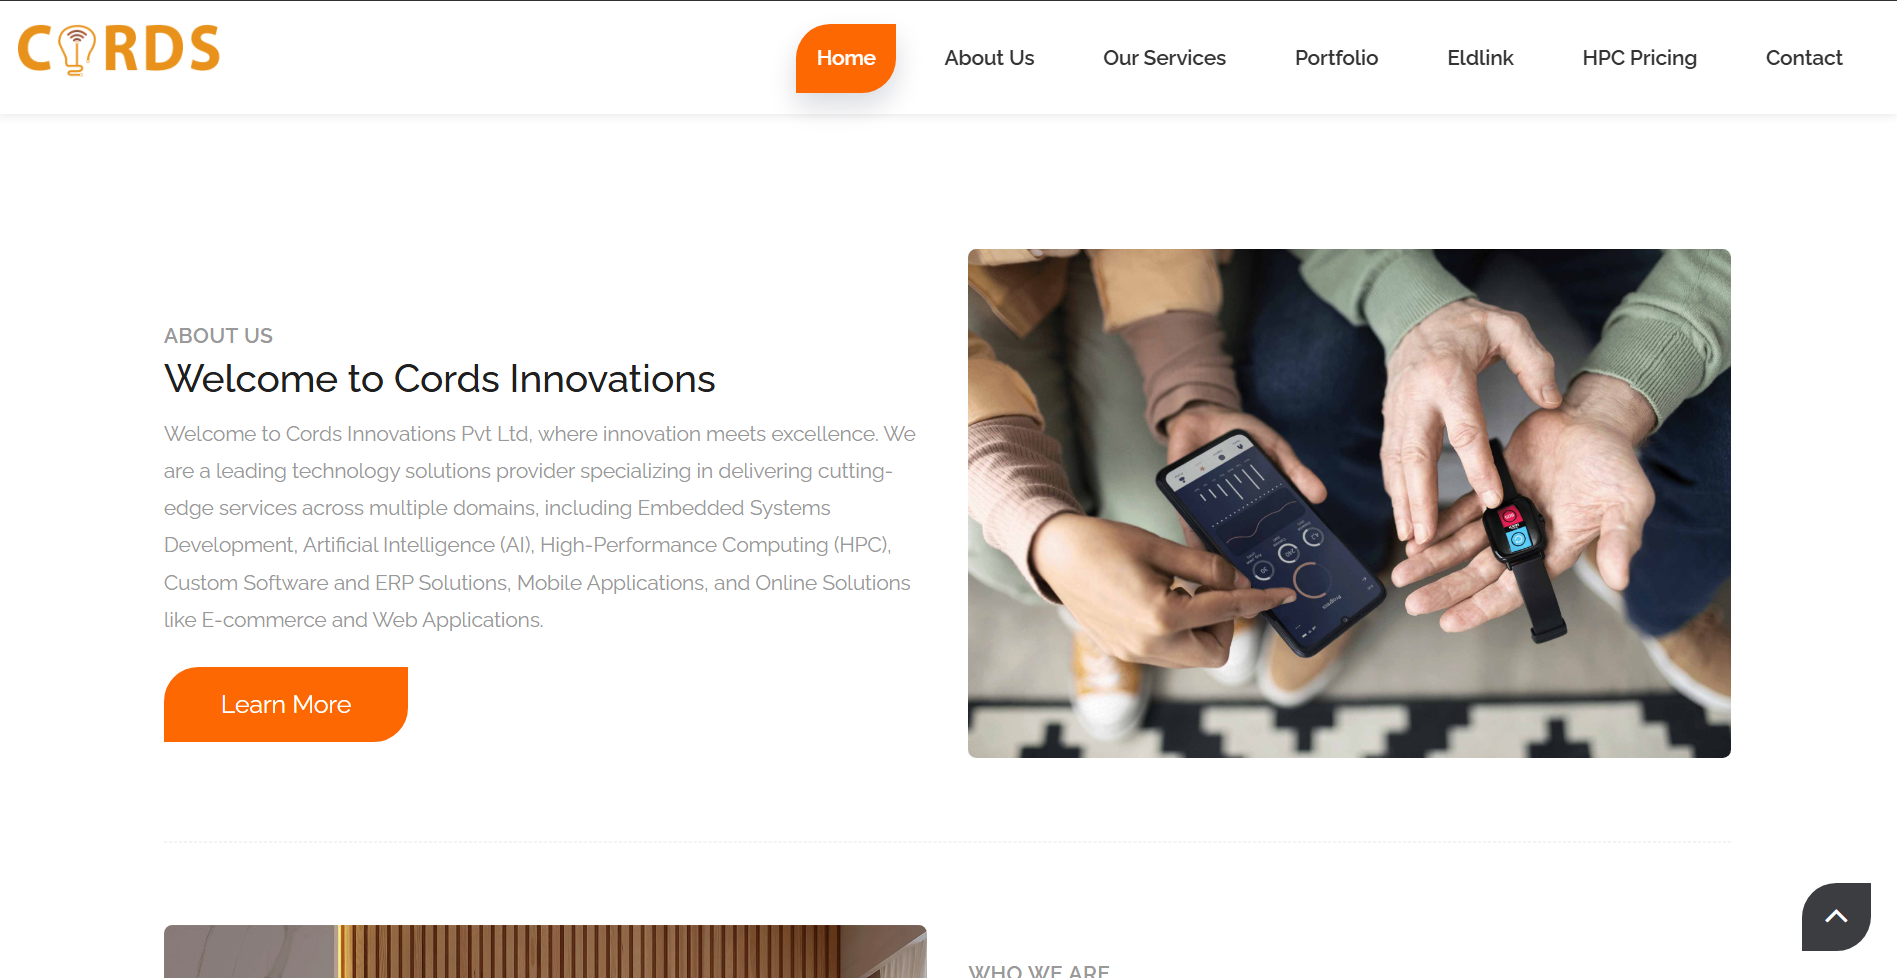 CORDS
Home
About Us
Our Services
Portfolio
Eldlink
HPC Pricing
Contact
ABOUT US
Welcome to Cords Innovations
Welcome to Cords Innovations Pvt Ltd, where innovation meets excellence. We
are a leading technology solutions provider specializing in delivering cutting-
edge services across multiple domains, including Embedded Systems
Development, Artificial Intelligence (AI), High-Performance Computing (HPC),
Custom Software and ERP Solutions, Mobile Applications, and Online Solutions
like E-commerce and Web Applications.
Learn More
Progress
SOS
WHO WE ARE